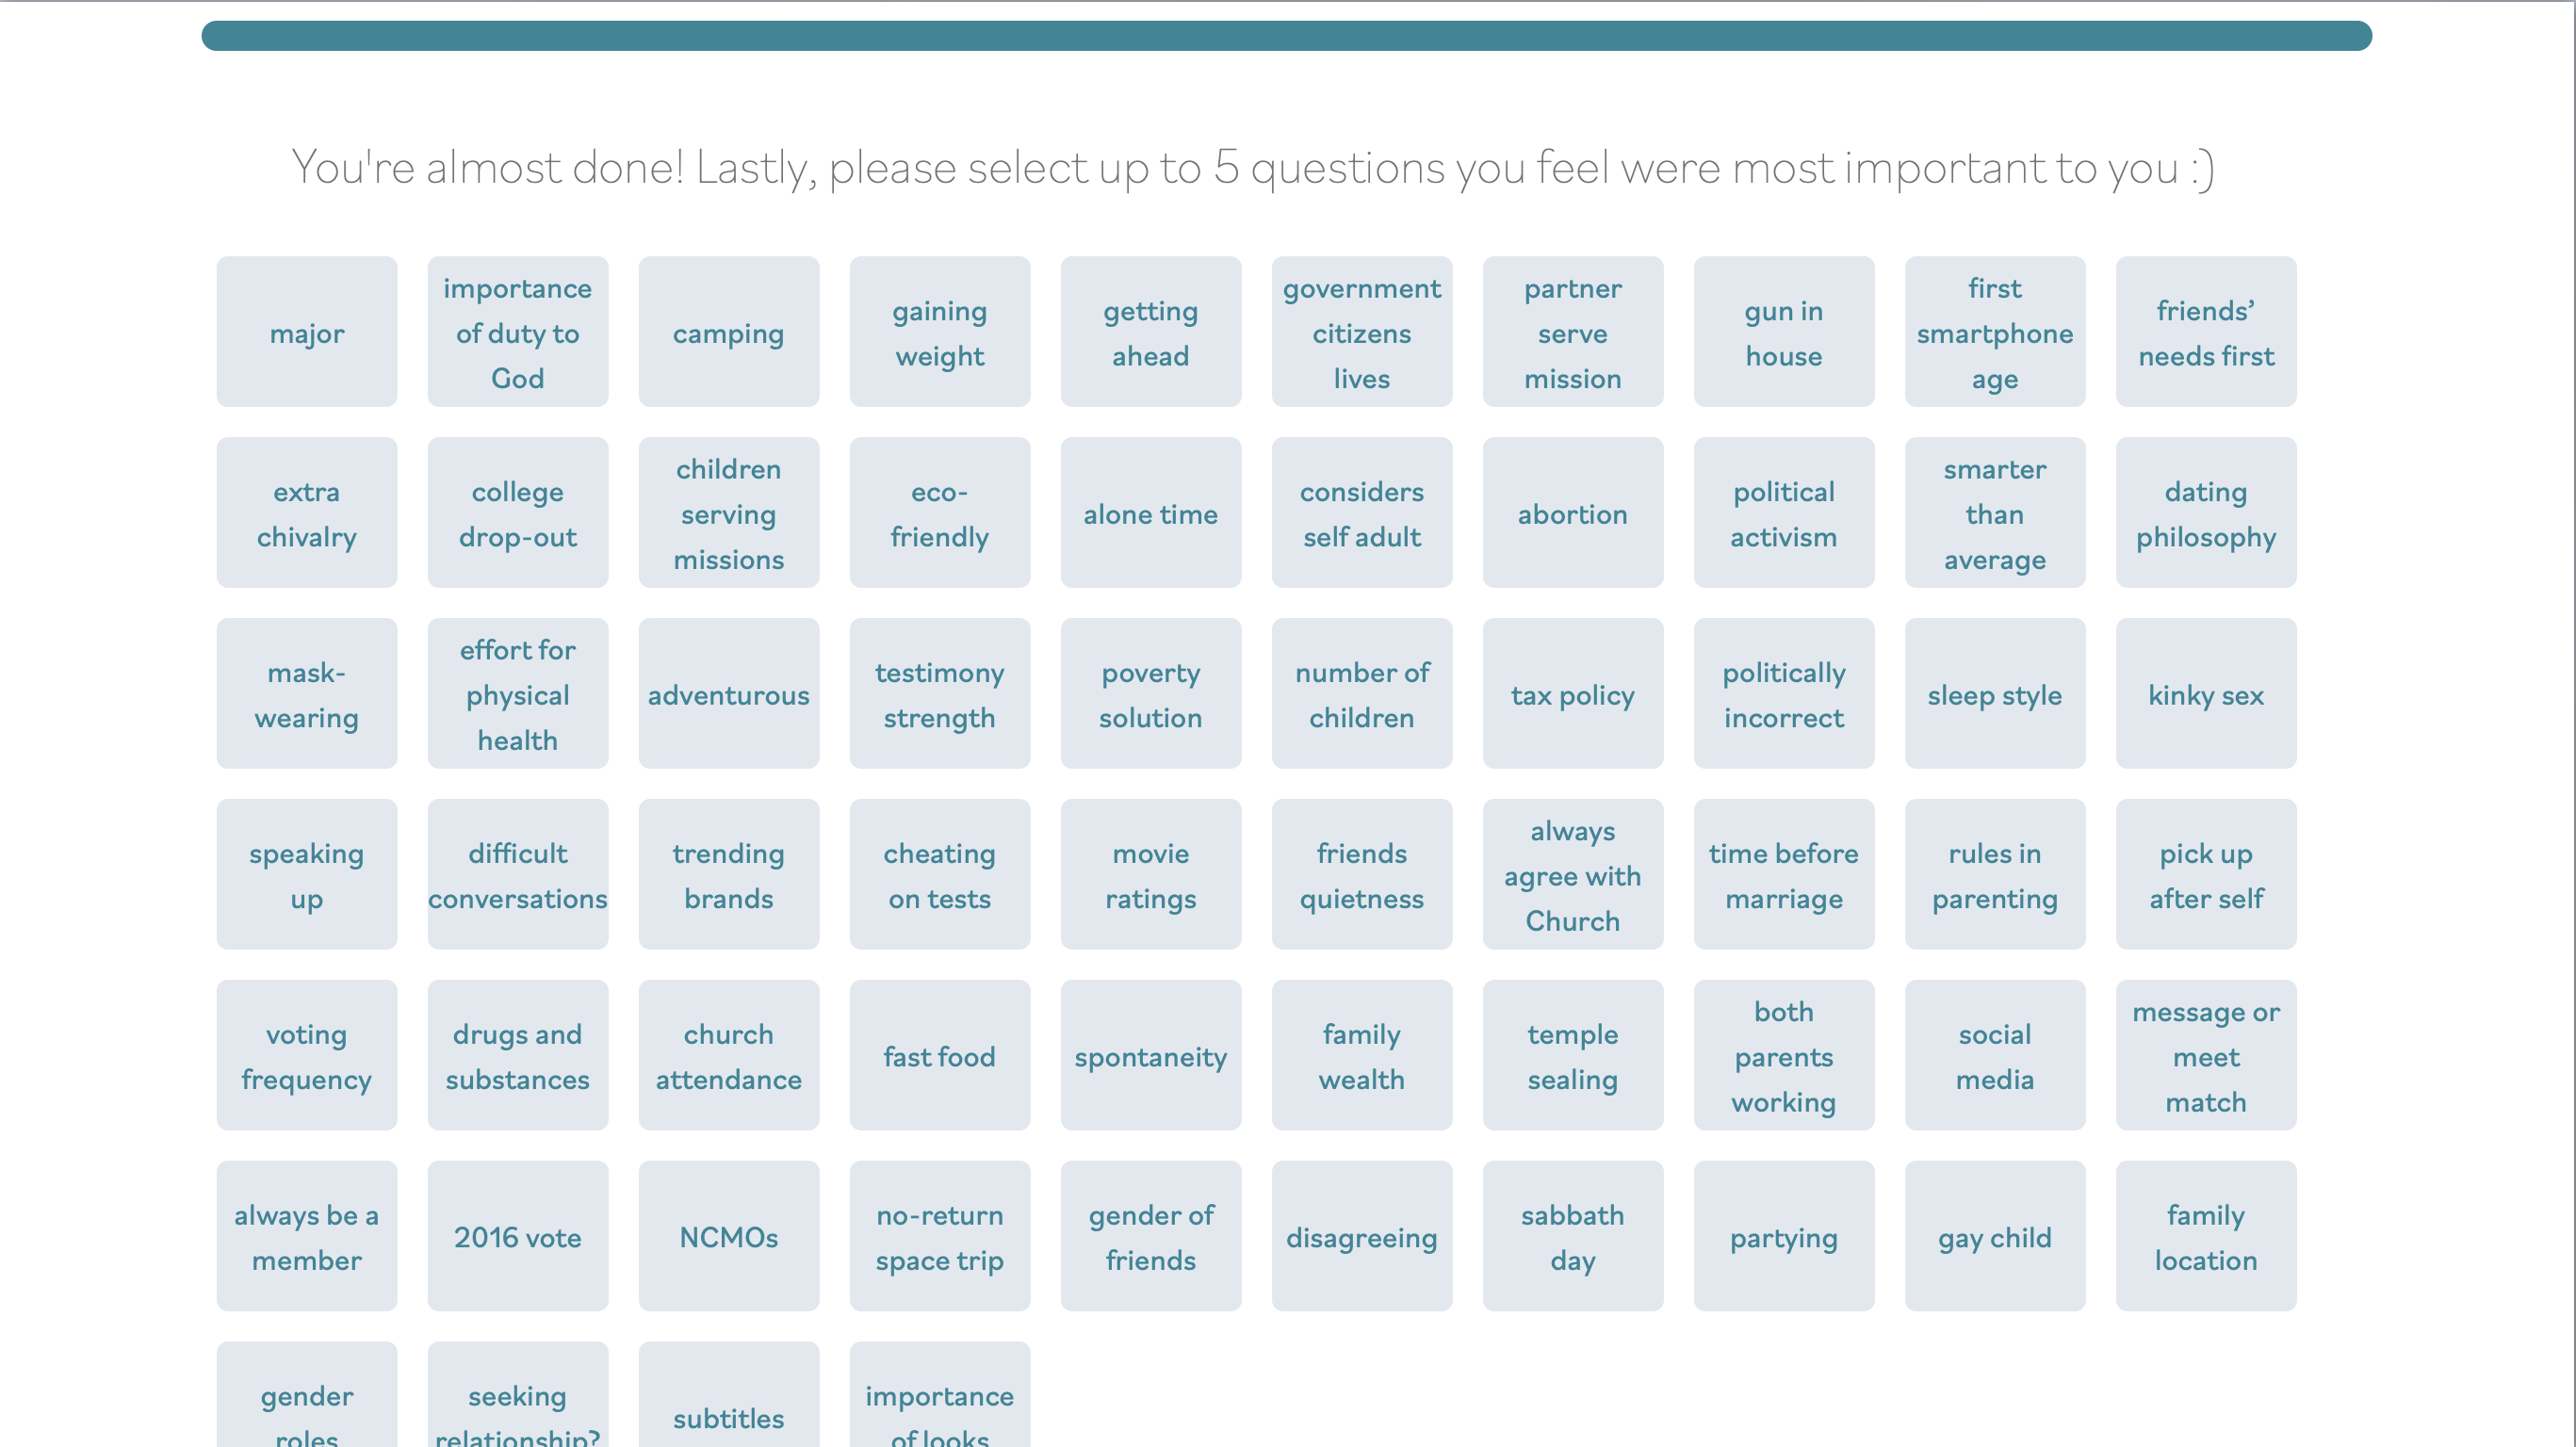 You're almost done! Lastly, please select up to 5 questions you feel were most important to you :)
major
importance
of duty to
God
camping
gaining
weight
getting
ahead
government
citizens
lives
partner
serve
mission
gun in
house
first
smartphone
age
friends’
needs first
extra
chivalry
college
drop-out
children
serving
missions
eco-
friendly
alone time
considers
self adult
abortion
political
activism
smarter
than
average
dating
philosophy
mask-
wearing
effort for
physical
health
adventurous
testimony
strength
poverty
solution
number of
children
tax policy
politically
incorrect
sleep style
kinky sex
speaking
up
difficult
conversations
trending
brands
cheating
on tests
movie
ratings
friends
quietness
always
agree with
Church
time before
marriage
rules in
parenting
pick up
after self
voting
frequency
drugs and
substances
church
attendance
fast food
spontaneity
family
wealth
temple
sealing
both
parents
working
social
media
message or
meet
match
always be a
member
2016 vote
NCMOs
no-return
space trip
gender of
friends
disagreeing
sabbath
day
partying
gay child
family
location
gender
roles
seeking
relationship?
subtitles
importance
of looks